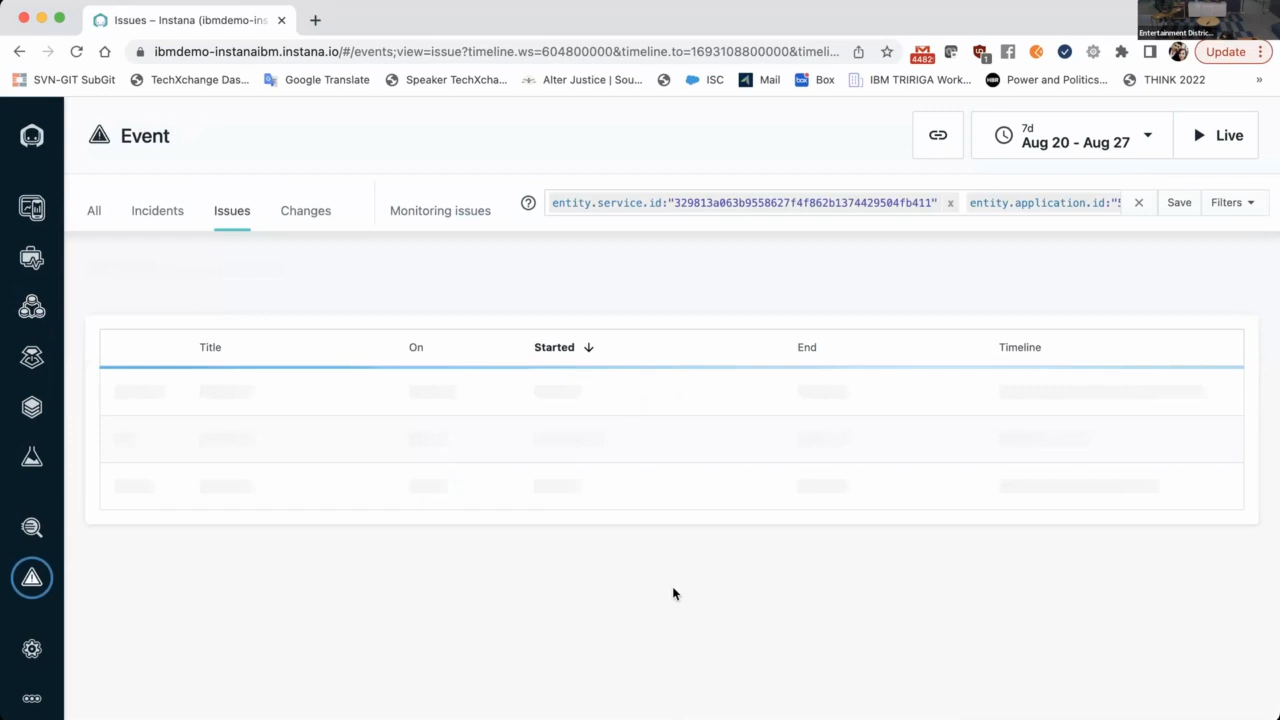 Issues – Instana (ibmdemo-ins
Entertainment Distric...
ibmdemo-instanaibm.instana.io/#/events;view=issue?timeline.ws=604800000&timeline.to=1693108800000&timeli...
4482
1
Update
SVN-GIT SubGit
TechXchange Das...
Google Translate
Speaker TechXcha...
Alter Justice | Sou...
ISC
Mail
Box
IBM TRIRIGA Work...
HBR
Power and Politics...
THINK 2022
»
Event
7d
Aug 20 - Aug 27
Live
All
Incidents
Issues
Changes
Monitoring issues
entity.service.id:"329813a063b9558627f4f862b1374429504fb411"
x
entity.application.id:"
Save
Filters
Title
On
Started
End
Timeline